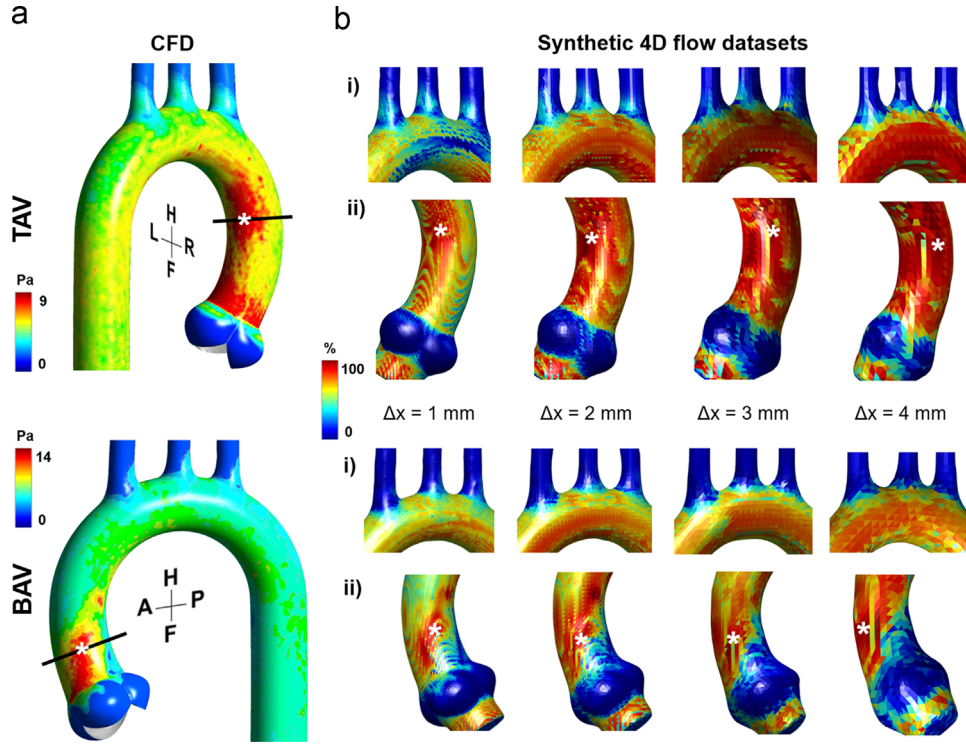 a
b
CFD
Synthetic 4D flow datasets
TAV
H
L
R
F
Pa
9
0
*
i)
ii)
*
*
*
*
%
100
0
Δx = 1 mm
Δx = 2 mm
Δx = 3 mm
Δx = 4 mm
Pa
14
0
BAV
H
A
P
F
*
i)
ii)
*
*
*
*